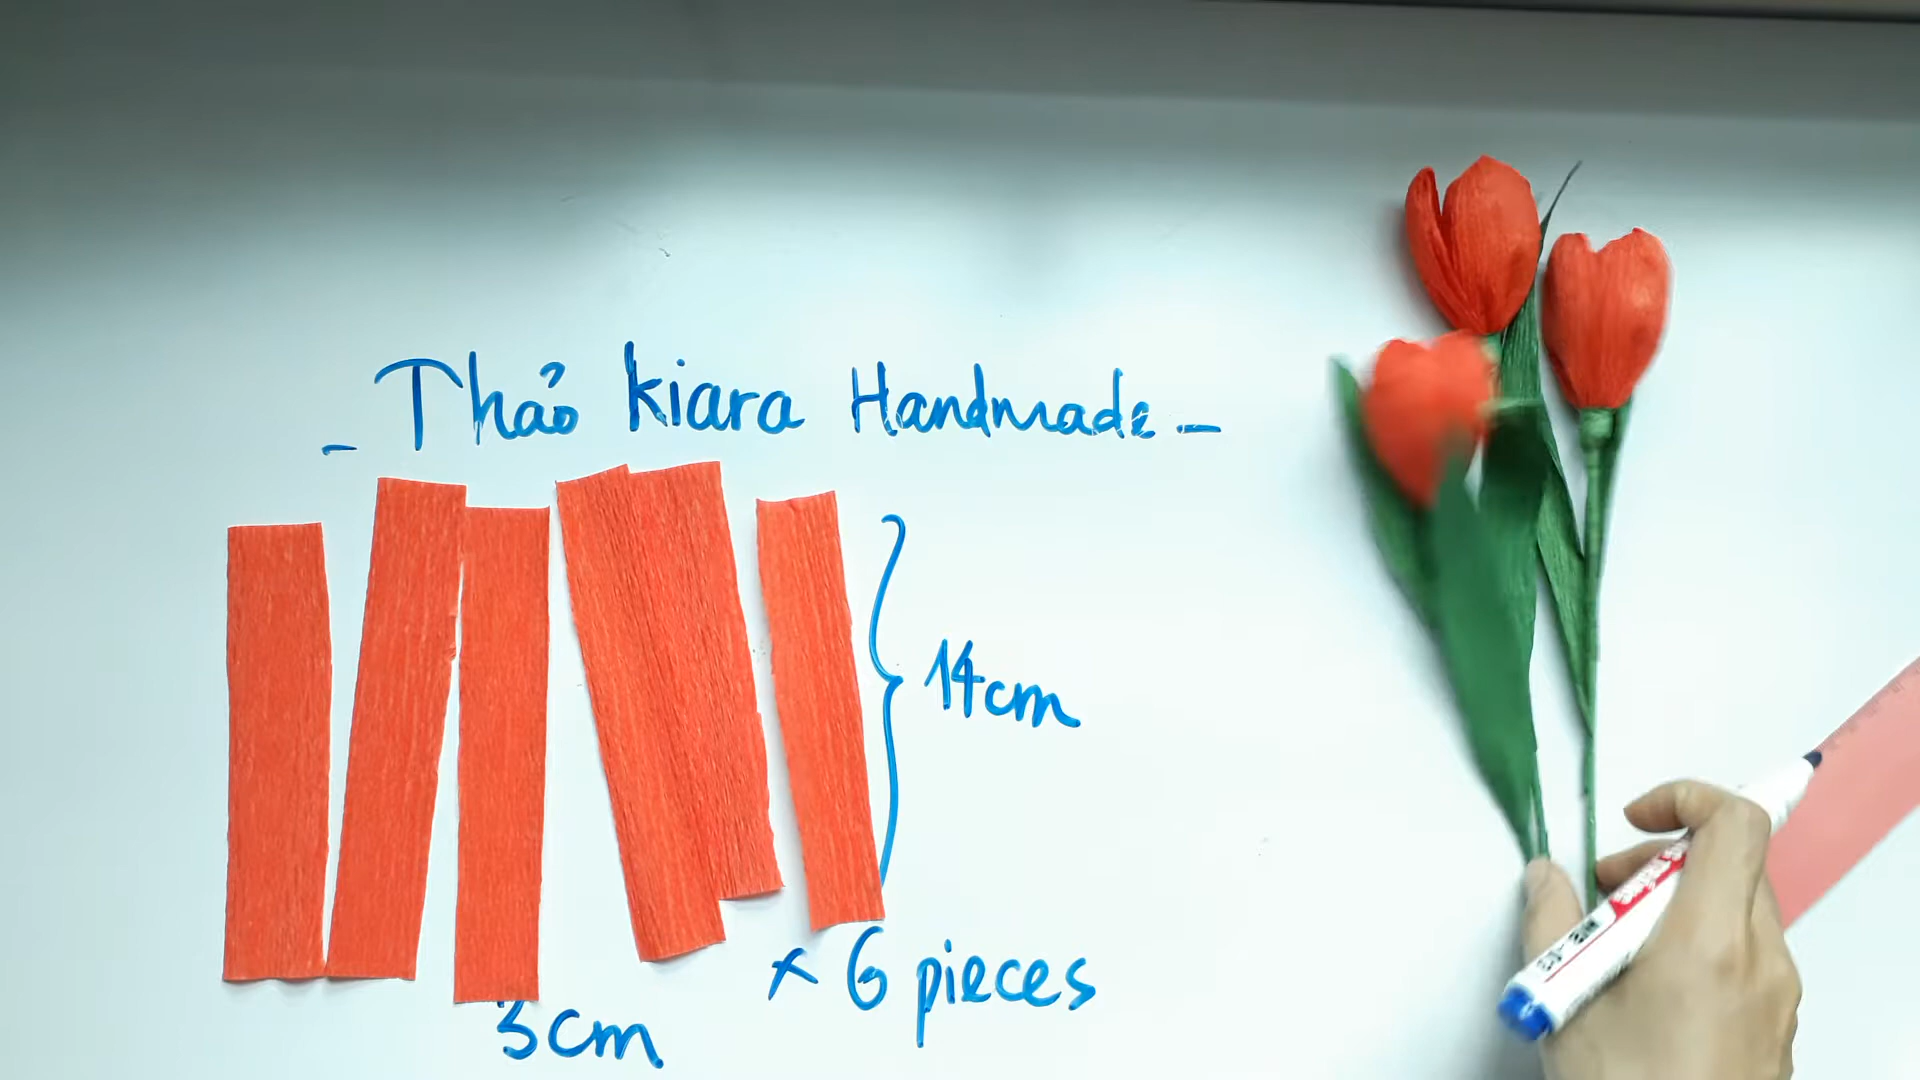 - Thảo kiara Handmade -
14cm
× 6 pieces
3cm